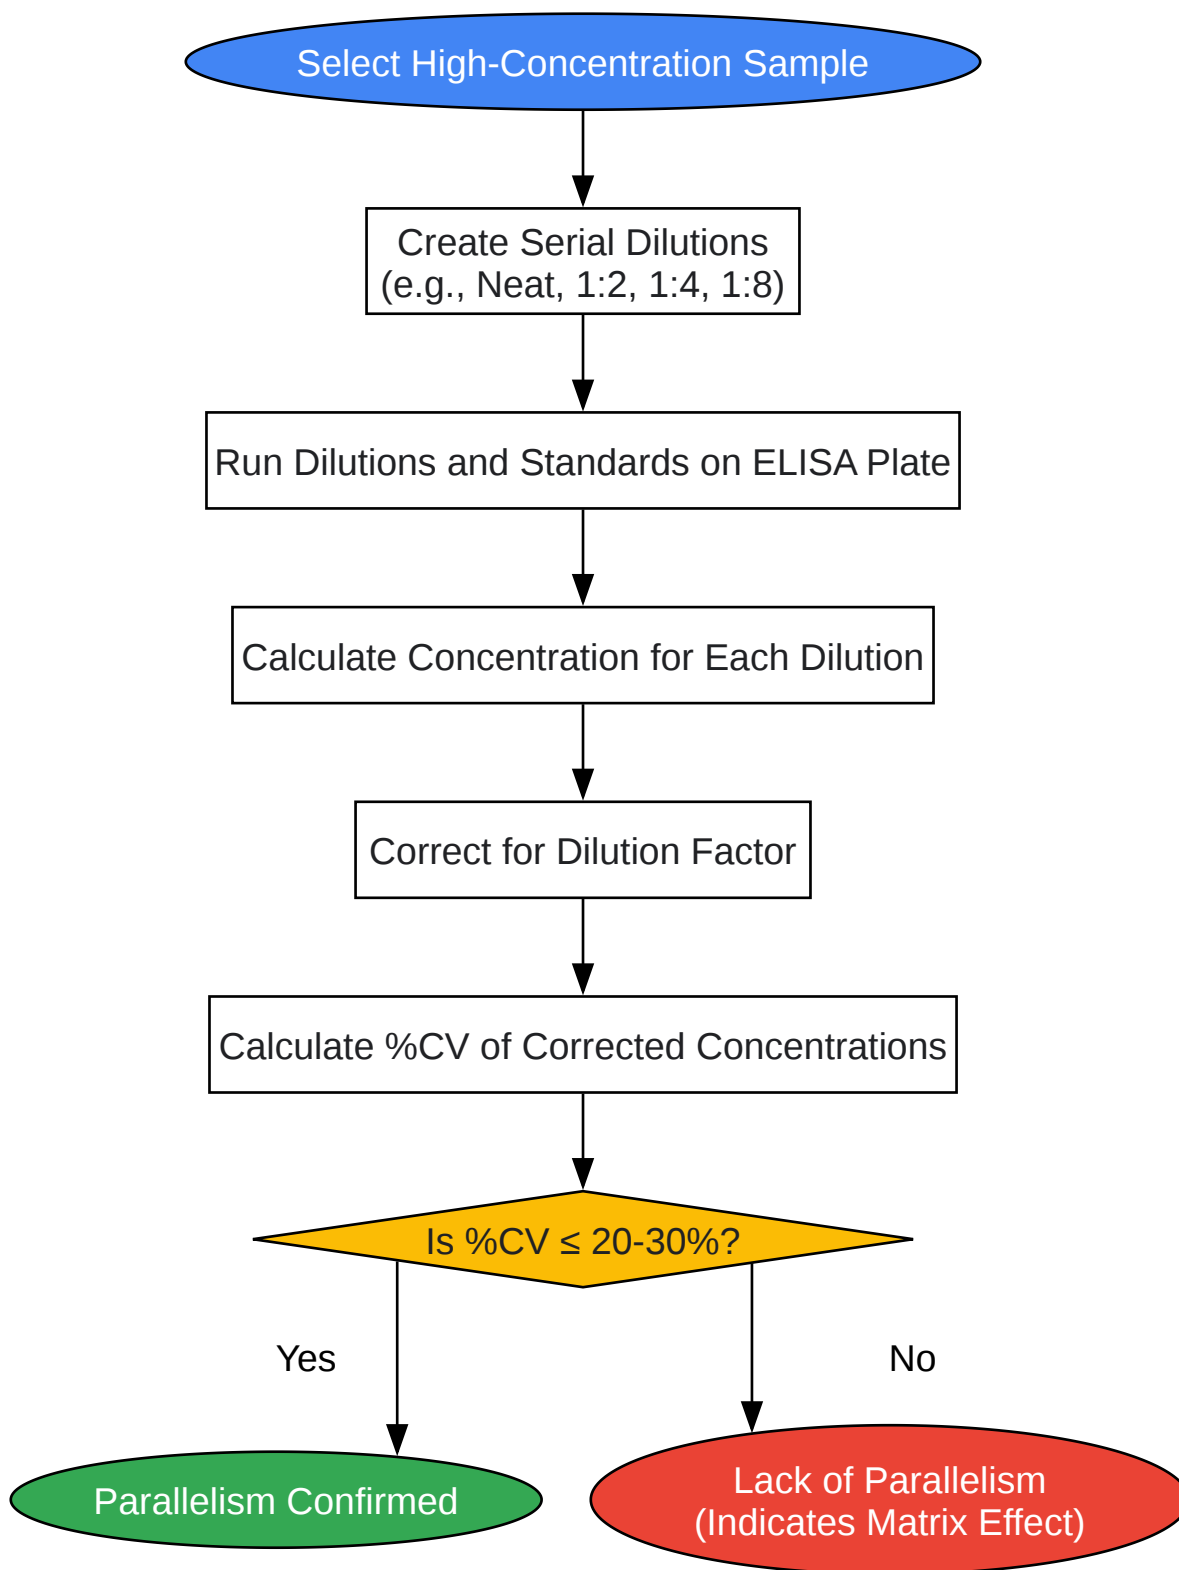 Select High-Concentration Sample
Create Serial Dilutions
(e.g., Neat, 1:2, 1:4, 1:8)
Run Dilutions and Standards on ELISA Plate
Calculate Concentration for Each Dilution
Correct for Dilution Factor
Calculate %CV of Corrected Concentrations
Is %CV ≤ 20-30%?
Yes
No
Parallelism Confirmed
Lack of Parallelism
(Indicates Matrix Effect)